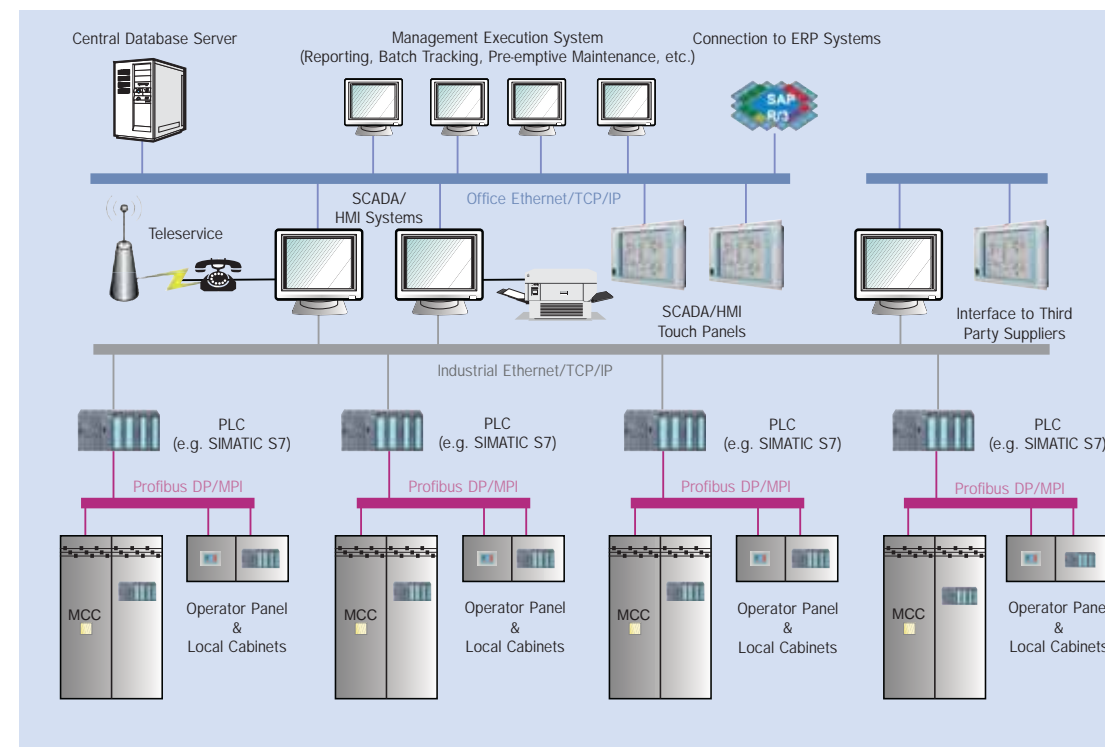 Central Database Server
Management Execution System
(Reporting, Batch Tracking, Pre-emptive Maintenance, etc.)
Connection to ERP Systems
SAP
R/3
Office Ethernet/TCP/IP
SCADA/
HMI Systems
Teleservice
SCADA/HMI
Touch Panels
Interface to Third
Party Suppliers
Industrial Ethernet/TCP/IP
PLC
(e.g. SIMATIC S7)
PLC
(e.g. SIMATIC S7)
PLC
(e.g. SIMATIC S7)
PLC
(e.g. SIMATIC S7)
Profibus DP/MPI
Profibus DP/MPI
Profibus DP/MPI
Profibus DP/MPI
MCC
Operator Panel
&
Local Cabinets
MCC
Operator Panel
&
Local Cabinets
MCC
Operator Panel
&
Local Cabinets
MCC
Operator Pane
&
Local Cabinets